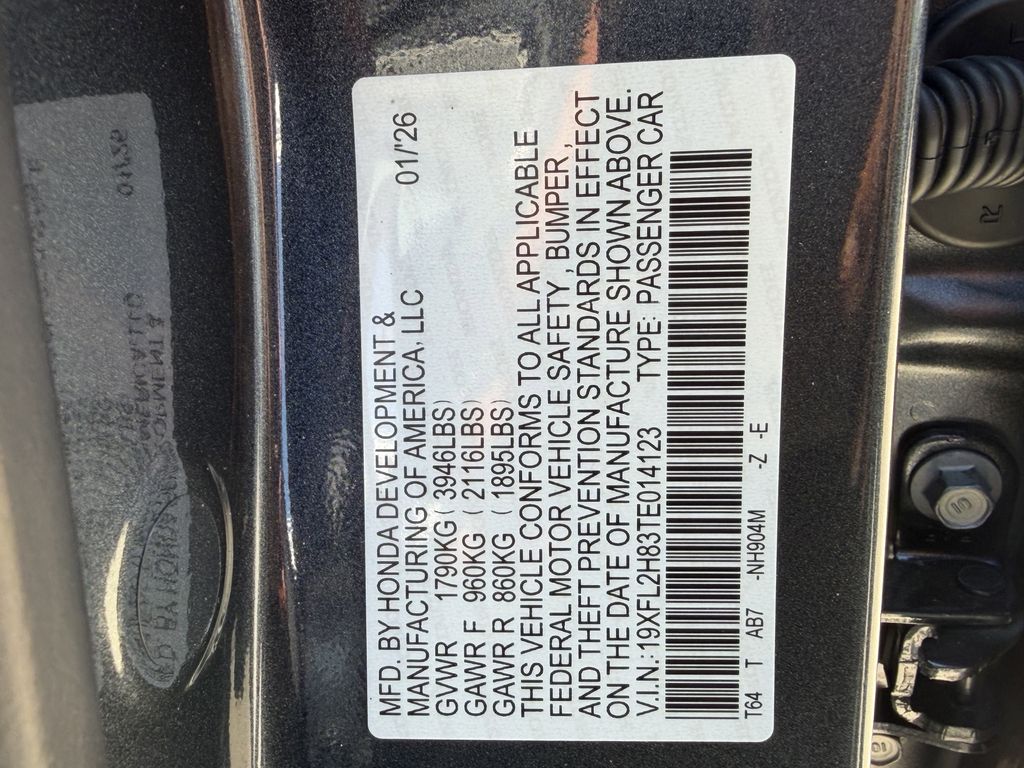 MFD. BY HONDA DEVELOPMENT &
MANUFACTURING OF AMERICA, LLC 01/'26
GVWR 1790KG ( 3946LBS)
GAWR F 960KG ( 2116LBS)
GAWR R 860KG ( 1895LBS)
THIS VEHICLE CONFORMS TO ALL APPLICABLE
FEDERAL MOTOR VEHICLE SAFETY, BUMPER ,
AND THEFT PREVENTION STANDARDS IN EFFECT
ON THE DATE OF MANUFACTURE SHOWN ABOVE.
V.I.N.:19XFL2H83TE014123 TYPE: PASSENGER CAR
T64 T AB7 -NH904M -Z -E
R